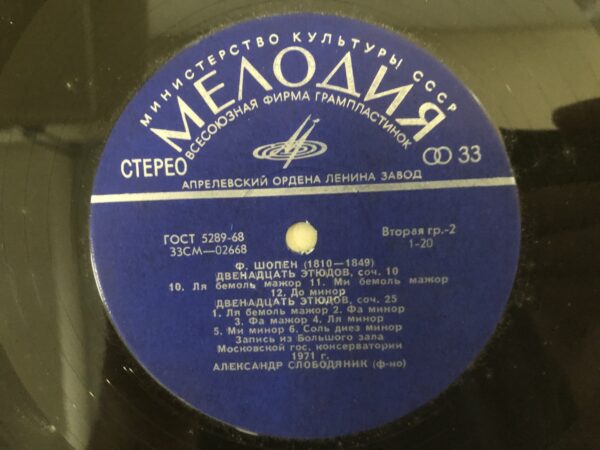 МИНИСТЕРСТВО КУЛЬТУРЫ СССР
МЕЛОДИЯ
ВСЕСОЮЗНАЯ ФИРМА ГРАМПЛАСТИНОК
СТЕРЕО
33
АПРЕЛЕВСКИЙ ОРДЕНА ЛЕНИНА ЗАВОД
ГОСТ 5289-68
Вторая гр.-2
33СМ—02668
1-20
Ф. ШОПЕН (1810—1849)
ДВЕНАДЦАТЬ ЭТЮДОВ, соч. 10
10. Ля бемоль мажор 11. Ми бемоль мажор
12. До минор
ДВЕНАДЦАТЬ ЭТЮДОВ, соч. 25
1. Ля бемоль мажор 2. Фа минор
3. Фа мажор 4. Ля минор
5. Ми минор 6. Соль диез минор
Запись из Большого зала
Московской гос. консерватории
1971 г.
АЛЕКСАНДР СЛОБОДЯНИК (ф-но)